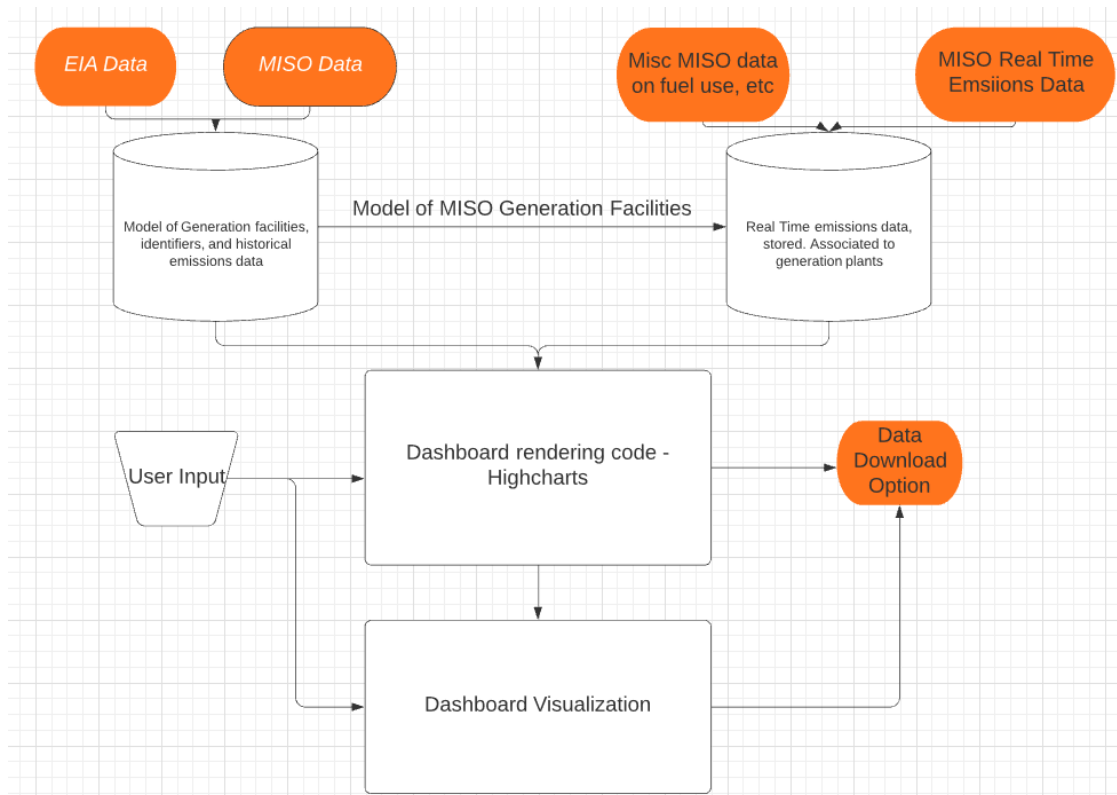 EIA Data
MISO Data
Misc MISO data
on fuel use, etc
MISO Real Time
Emsiions Data
Model of Generation facilities,
identifiers, and historical
emissions data
Model of MISO Generation Facilities
Real Time emissions data,
stored. Associated to
generation plants
User Input
Dashboard rendering code -
Highcharts
Data
Download
Option
Dashboard Visualization